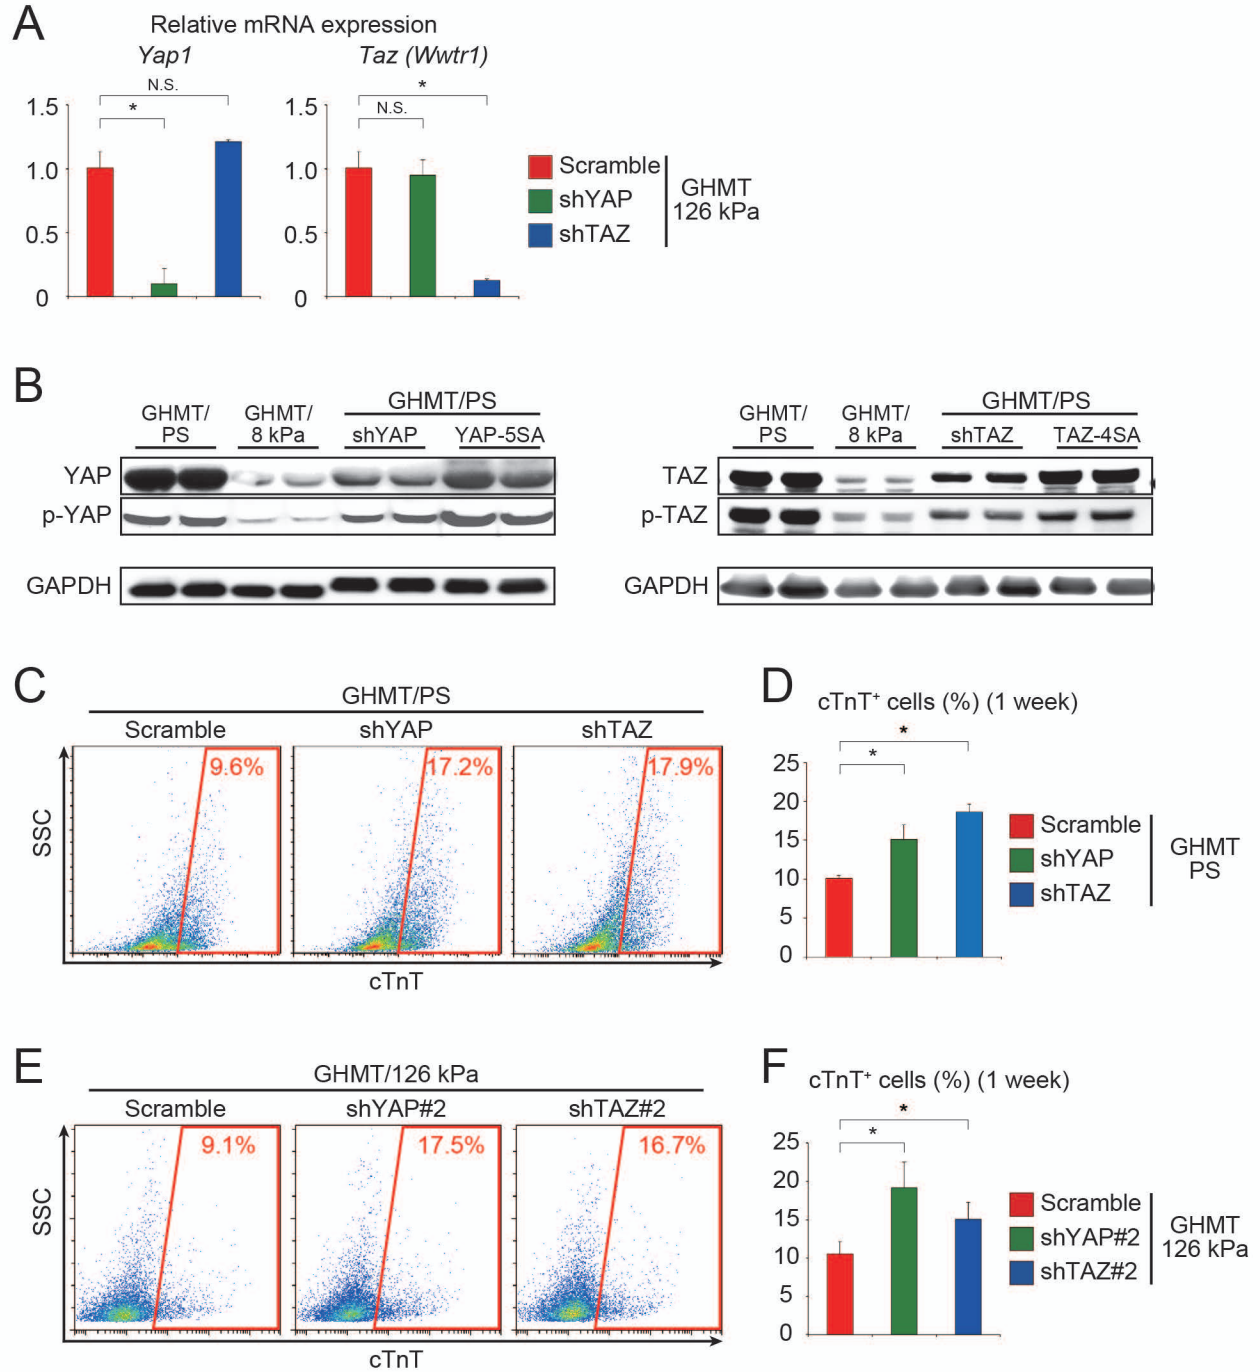 A
Relative mRNA expression
Yap1
Taz (Wwtr1)
N.S.
*
1.5
1.0
0.5
0
*
N.S.
1.5
1.0
0.5
0
Scramble
shYAP
shTAZ
GHMT
126 kPa
B
GHMT/
PS
GHMT/
8 kPa
GHMT/PS
shYAP
YAP-5SA
YAP
p-YAP
GAPDH
GHMT/
PS
GHMT/
8 kPa
GHMT/PS
shTAZ
TAZ-4SA
TAZ
p-TAZ
GAPDH
C
GHMT/PS
Scramble
shYAP
shTAZ
9.6%
17.2%
17.9%
SSC
cTnT
D
cTnT+ cells (%) (1 week)
*
*
25
20
15
10
5
0
Scramble
shYAP
shTAZ
GHMT
PS
E
GHMT/126 kPa
Scramble
shYAP#2
shTAZ#2
9.1%
17.5%
16.7%
SSC
cTnT
F
cTnT+ cells (%) (1 week)
*
*
25
20
15
10
5
0
Scramble
shYAP#2
shTAZ#2
GHMT
126 kPa